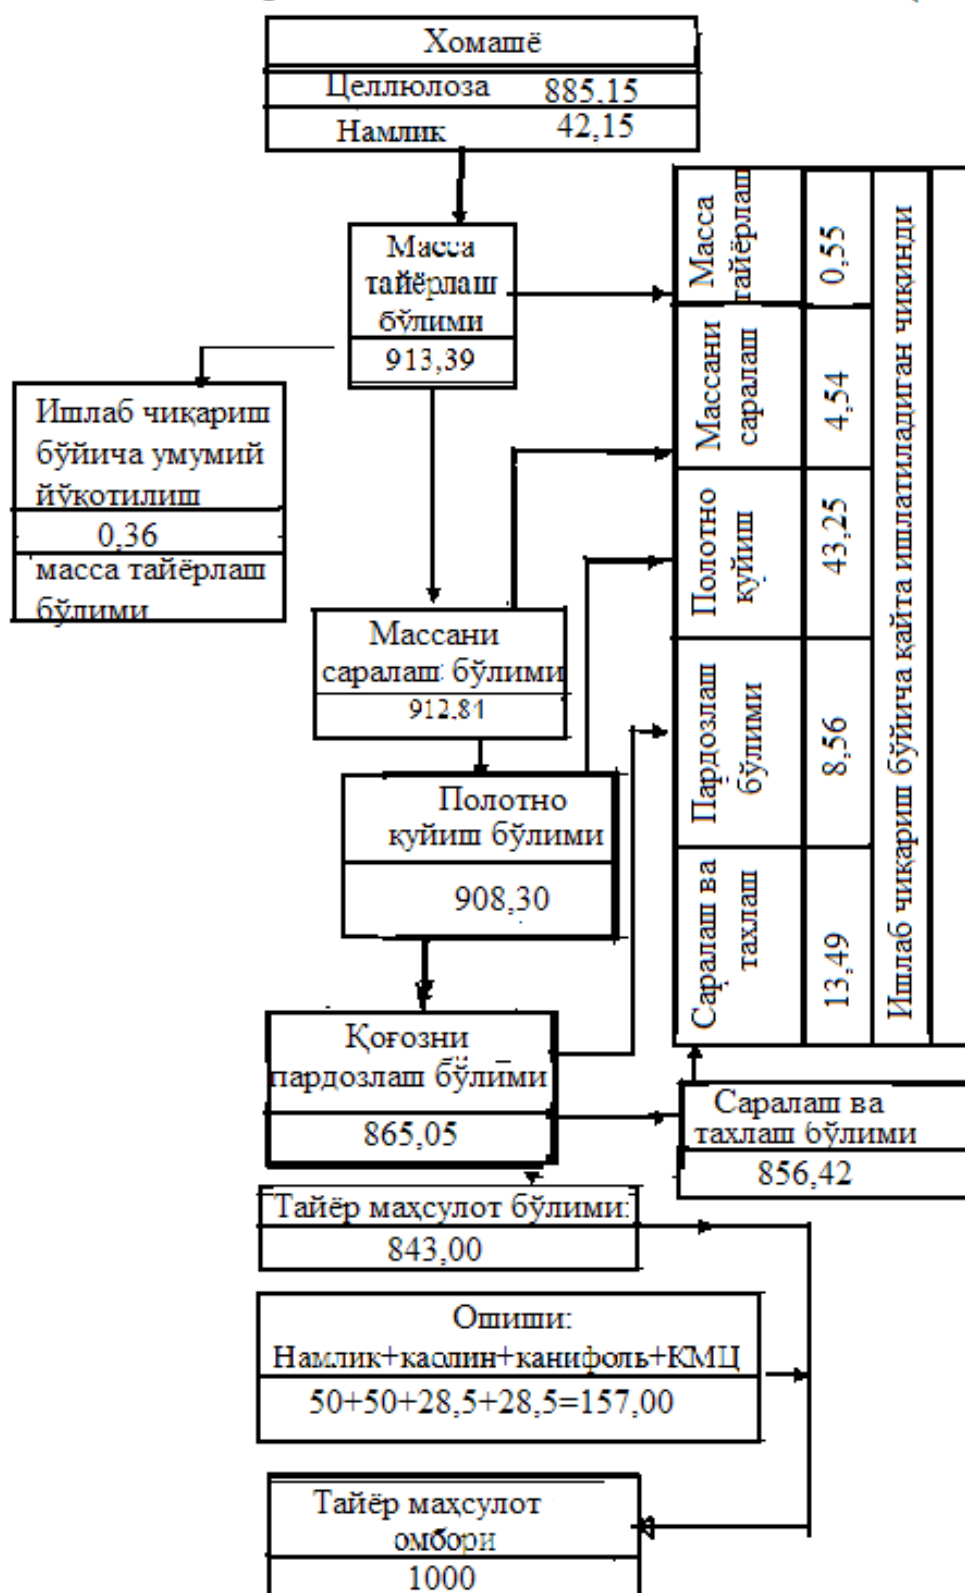 Хомашё
Целлюлоза 885,15
Намлик 42,15
Масса
тайёрлаш
бўлими
913,39
Ишлаб чиқариш
бўйича умумий
йўқотилиш
0,36
масса тайёрлаш
бўлими
Массани
саралаш бўлими
912,81
Полотно
қуйиш бўлими
908,30
Қоғозни
пардозлаш бўлими
865,05
Масса
тайёрлаш
0,55
Массани
саралаш
4,54
Полотно
қуйиш
43,25
Пардозлаш
бўлими
8,56
Саралаш ва
тахлаш
13,49
Ишлаб чиқариш бўйича қайта ишлатиладиган чиқинди
Саралаш ва
тахлаш бўлими
856,42
Тайёр маҳсулот бўлими:
843,00
Ошиши:
Намлик+каолин+канифоль+КМЦ
50+50+28,5+28,5=157,00
Тайёр маҳсулот
омбори
1000